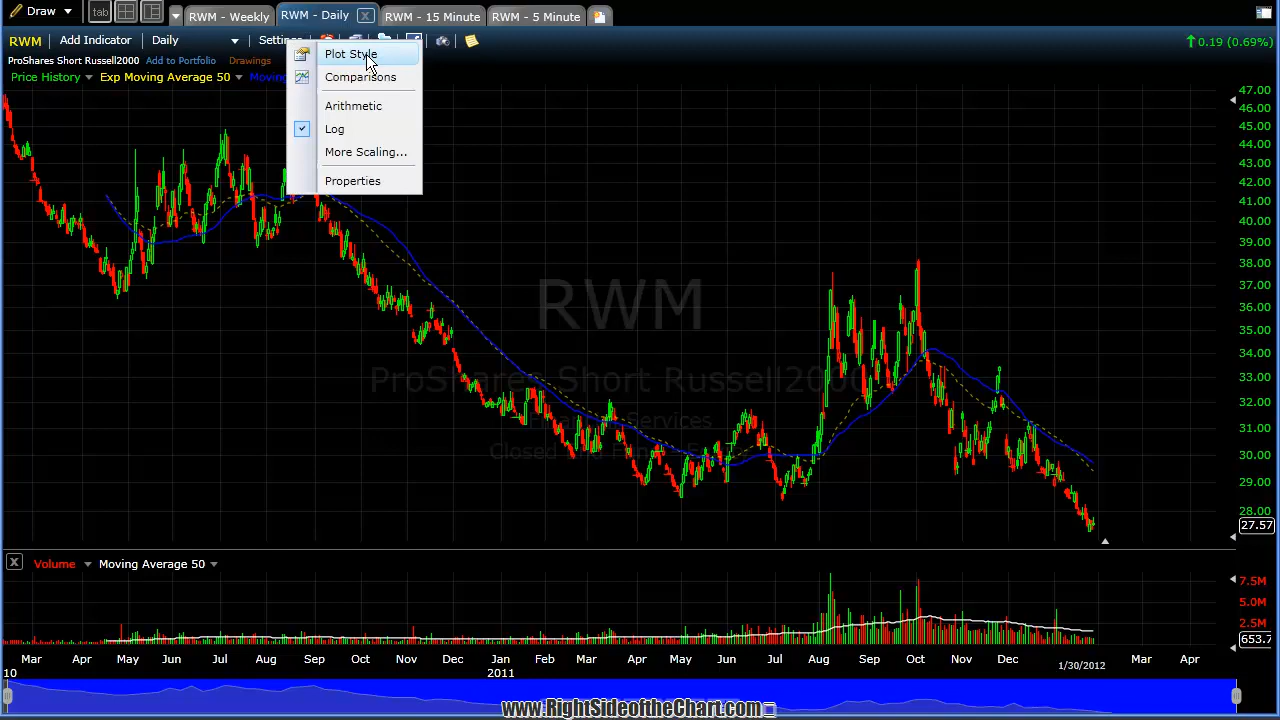 Draw tab RWM - Weekly RWM - Daily X RWM - 15 Minute RWM - 5 Minute
RWM Add Indicator Daily Settings 0.19 (0.69%)
ProShares Short Russell2000 Add to Portfolio Drawings
Price History Exp Moving Average 50 Moving
Plot Style
Comparisons
Arithmetic
Log
More Scaling...
Properties
47.00
46.00
45.00
44.00
43.00
42.00
41.00
40.00
39.00
38.00
37.00
36.00
35.00
34.00
33.00
32.00
31.00
30.00
29.00
28.00
27.57
RWM
ProShares Short Russell2000
X Volume Moving Average 50
7.5M
5.0M
2.5M
653.7
Mar Apr May Jun Jul Aug Sep Oct Nov Dec Jan Feb Mar Apr May Jun Jul Aug Sep Oct Nov Dec 1/30/2012 Mar Apr
10 2011
www.RightSideoftheChart.com